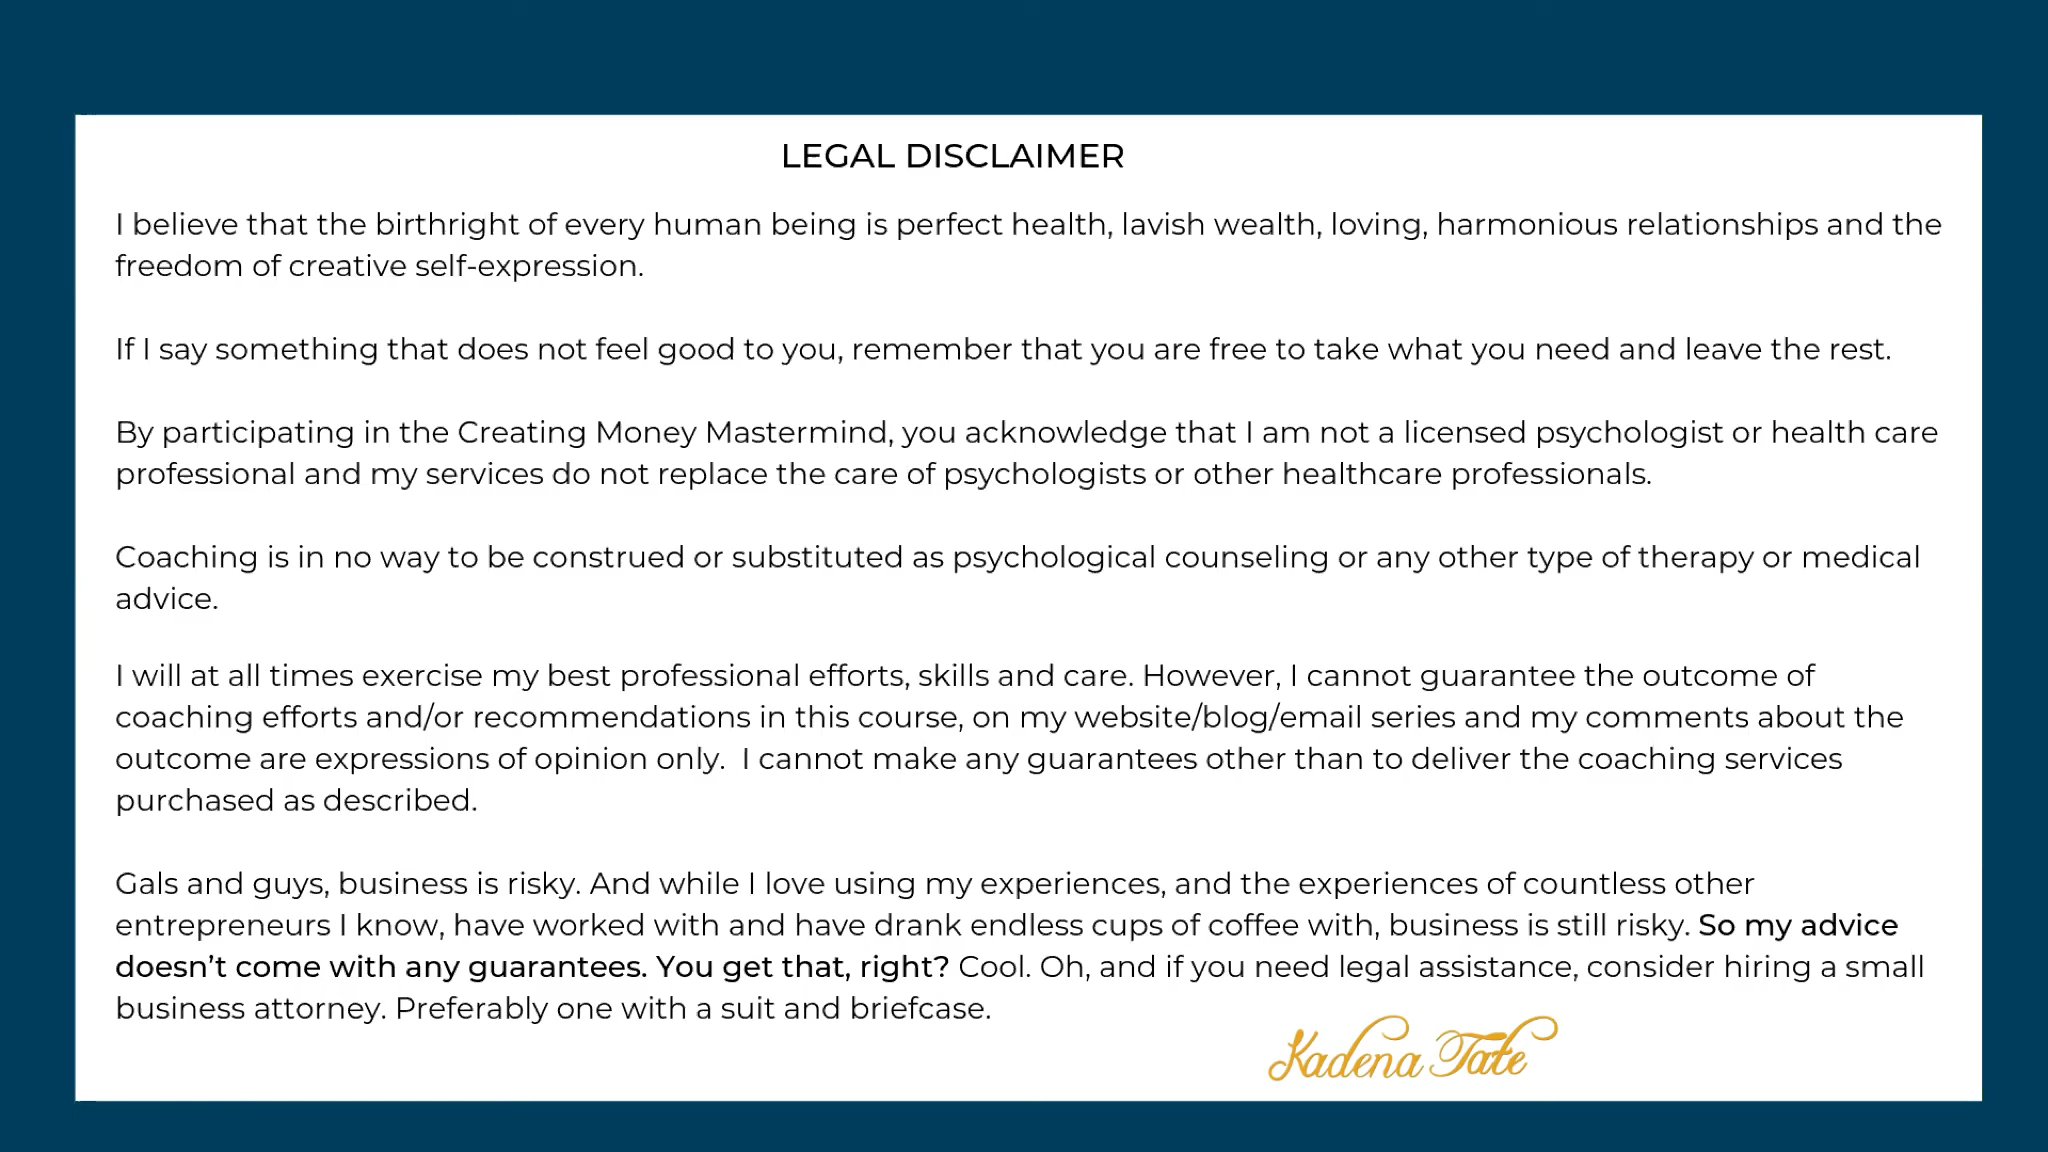 LEGAL DISCLAIMER
I believe that the birthright of every human being is perfect health, lavish wealth, loving, harmonious relationships and the
freedom of creative self-expression.
If I say something that does not feel good to you, remember that you are free to take what you need and leave the rest.
By participating in the Creating Money Mastermind, you acknowledge that I am not a licensed psychologist or health care
professional and my services do not replace the care of psychologists or other healthcare professionals.
Coaching is in no way to be construed or substituted as psychological counseling or any other type of therapy or medical
advice.
I will at all times exercise my best professional efforts, skills and care. However, I cannot guarantee the outcome of
coaching efforts and/or recommendations in this course, on my website/blog/email series and my comments about the
outcome are expressions of opinion only.  I cannot make any guarantees other than to deliver the coaching services
purchased as described.
Gals and guys, business is risky. And while I love using my experiences, and the experiences of countless other
entrepreneurs I know, have worked with and have drank endless cups of coffee with, business is still risky. So my advice
doesn’t come with any guarantees. You get that, right? Cool. Oh, and if you need legal assistance, consider hiring a small
business attorney. Preferably one with a suit and briefcase.
Kadena Tate